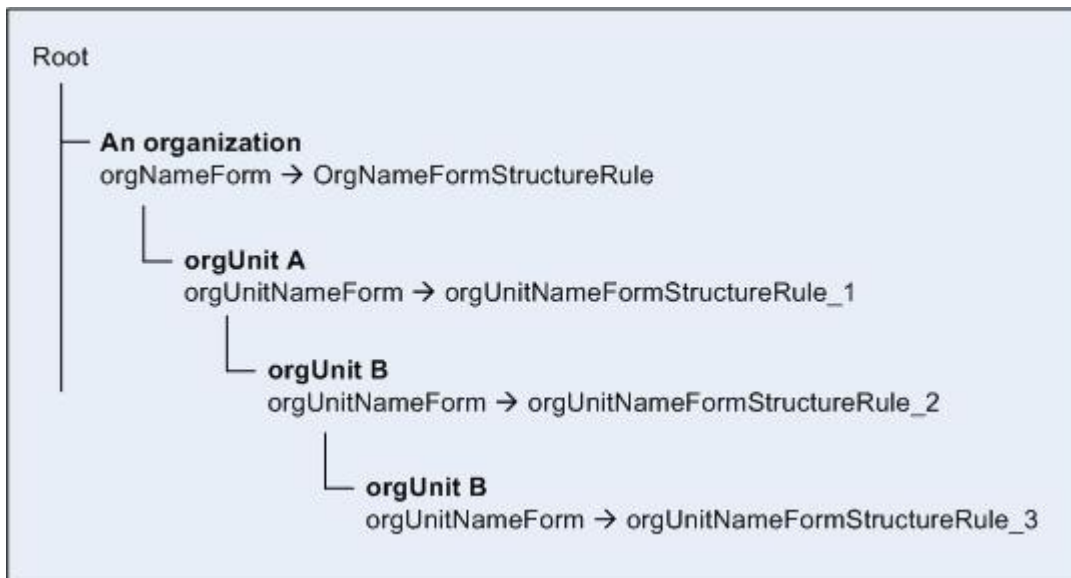 Root
An organization
orgNameForm → OrgNameFormStructureRule
orgUnit A
orgUnitNameForm → orgUnitNameFormStructureRule_1
orgUnit B
orgUnitNameForm → orgUnitNameFormStructureRule_2
orgUnit B
orgUnitNameForm → orgUnitNameFormStructureRule_3